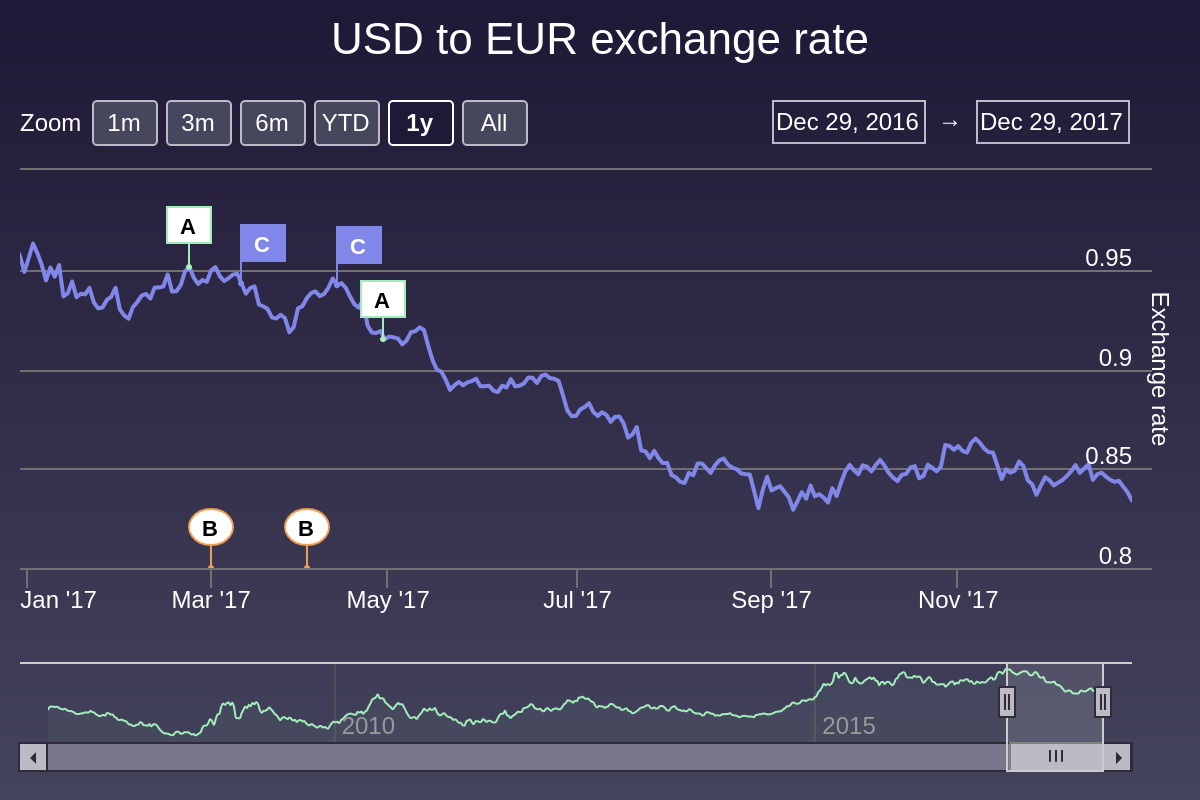 USD to EUR exchange rate
Zoom 1m 3m 6m YTD 1y All Dec 29, 2016 → Dec 29, 2017
A
C
C
0.95
A
Exchange rate
0.9
0.85
B
B
0.8
Jan '17 Mar '17 May '17 Jul '17 Sep '17 Nov '17
2010 2015